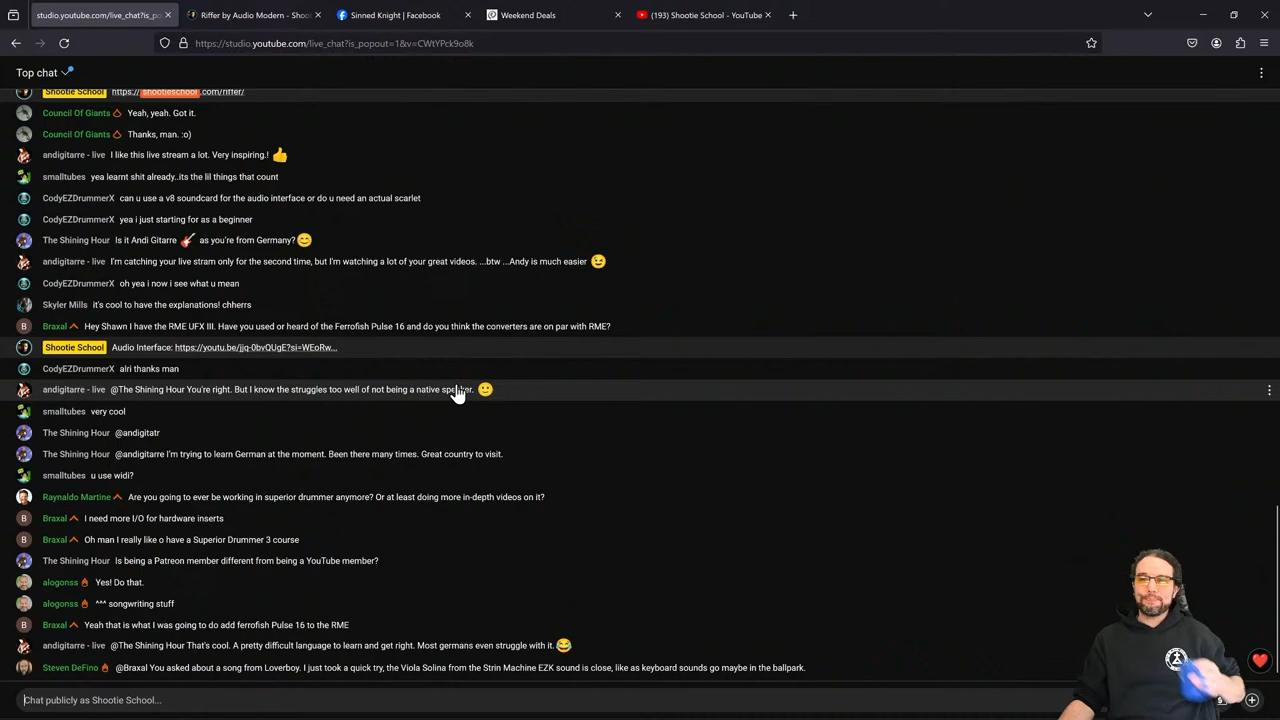 studio.youtube.com/live_chat?is_po
Riffer by Audio Modern - Shoot
Sinned Knight | Facebook
Weekend Deals
(193) Shootie School - YouTube
https://studio.youtube.com/live_chat?is_popout=1&v=CWtYPck9o8k
Top chat
Shootie School https://shootieschool.com/riffer/
Council Of Giants Yeah, yeah. Got it.
Council Of Giants Thanks, man. :o)
andigitarre - live I like this live stream a lot. Very inspiring.!
smalltubes yea learnt shit already..its the lil things that count
CodyEZDrummerX can u use a v8 soundcard for the audio interface or do u need an actual scarlet
CodyEZDrummerX yea i just starting for as a beginner
The Shining Hour Is it Andi Gitarre as you're from Germany?
andigitarre - live I'm catching your live stram only for the second time, but I'm watching a lot of your great videos. ...btw ...Andy is much easier
CodyEZDrummerX oh yea i now i see what u mean
Skyler Mills it's cool to have the explanations! chherrs
B Braxal Hey Shawn I have the RME UFX III. Have you used or heard of the Ferrofish Pulse 16 and do you think the converters are on par with RME?
Shootie School Audio Interface: https://youtu.be/jjq-0bvQUgE?si=WEoRw...
CodyEZDrummerX alri thanks man
andigitarre - live @The Shining Hour You're right. But I know the struggles too well of not being a native speaker.
smalltubes very cool
The Shining Hour @andigitatr
The Shining Hour @andigitarre I'm trying to learn German at the moment. Been there many times. Great country to visit.
smalltubes u use widi?
Raynaldo Martine Are you going to ever be working in superior drummer anymore? Or at least doing more in-depth videos on it?
B Braxal I need more I/O for hardware inserts
B Braxal Oh man I really like o have a Superior Drummer 3 course
The Shining Hour Is being a Patreon member different from being a YouTube member?
alogonss Yes! Do that.
alogonss ^^^ songwriting stuff
B Braxal Yeah that is what I was going to do add ferrofish Pulse 16 to the RME
andigitarre - live @The Shining Hour That's cool. A pretty difficult language to learn and get right. Most germans even struggle with it.
Steven DeFino @Braxal You asked about a song from Loverboy. I just took a quick try, the Viola Solina from the Strin Machine EZK sound is close, like as keyboard sounds go maybe in the ballpark.
Chat publicly as Shootie School...